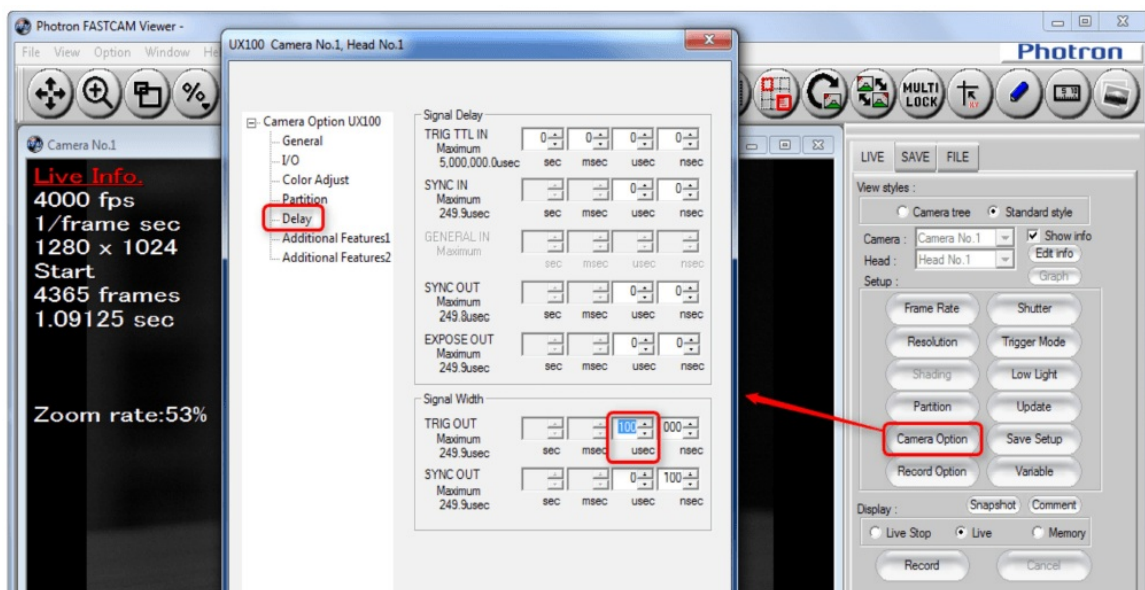 Photron FASTCAM Viewer -
File View Option Window He
Photron
%
MULTI
LOCK
Camera No.1
Live Info.
4000 fps
1/frame sec
1280 x 1024
Start
4365 frames
1.09125 sec
Zoom rate:53%
UX100 Camera No.1, Head No.1
Camera Option UX100
General
I/O
Color Adjust
Partition
Delay
Additional Features1
Additional Features2
Signal Delay
TRIG TTL IN 0 0 0 0
Maximum
5,000,000.0usec sec msec usec nsec
SYNC IN 0 0
Maximum
249.9usec sec msec usec nsec
GENERAL IN
Maximum
sec msec usec nsec
SYNC OUT 0 0
Maximum
249.8usec sec msec usec nsec
EXPOSE OUT 0 0
Maximum
249.9usec sec msec usec nsec
Signal Width
TRIG OUT 100 000
Maximum
249.9usec sec msec usec nsec
SYNC OUT 0 100
Maximum
249.9usec sec msec usec nsec
LIVE SAVE FILE
View styles :
Camera tree Standard style
Camera : Camera No.1 Show info
Head : Head No.1 Edit info
Setup : Graph
Frame Rate Shutter
Resolution Trigger Mode
Shading Low Light
Partition Update
Camera Option Save Setup
Record Option Variable
Display : Snapshot Comment
Live Stop Live Memory
Record Cancel